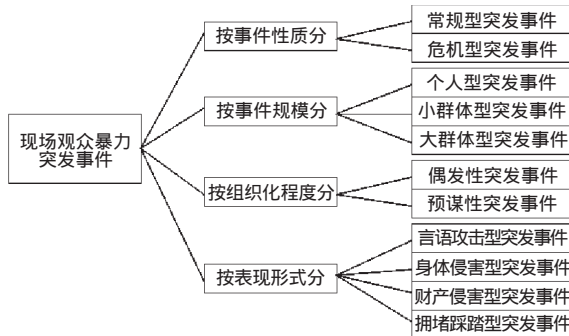 现场观众暴力
突发事件
按事件性质分
常规型突发事件
危机型突发事件
按事件规模分
个人型突发事件
小群体型突发事件
大群体型突发事件
按组织化程度分
偶发性突发事件
预谋性突发事件
按表现形式分
言语攻击型突发事件
身体侵害型突发事件
财产侵害型突发事件
拥堵踩踏型突发事件